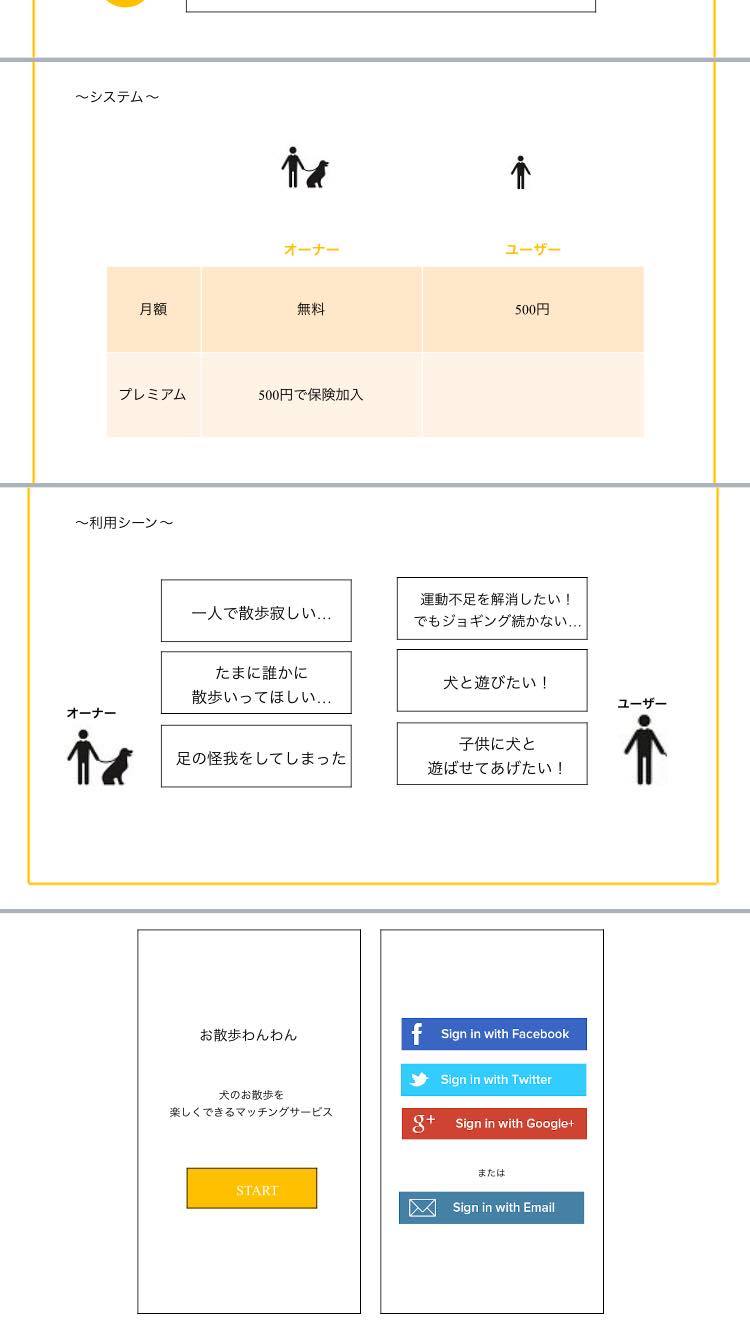 〜システム〜
オーナー
ユーザー
月額
無料
500円
プレミアム
500円で保険加入
〜利用シーン〜
一人で散歩寂しい…
たまに誰かに
散歩いってほしい…
足の怪我をしてしまった
オーナー
運動不足を解消したい！
でもジョギング続かない…
犬と遊びたい！
子供に犬と
遊ばせてあげたい！
ユーザー
お散歩わんわん
犬のお散歩を
楽しくできるマッチングサービス
START
Sign in with Facebook
Sign in with Twitter
g+ Sign in with Google+
または
Sign in with Email